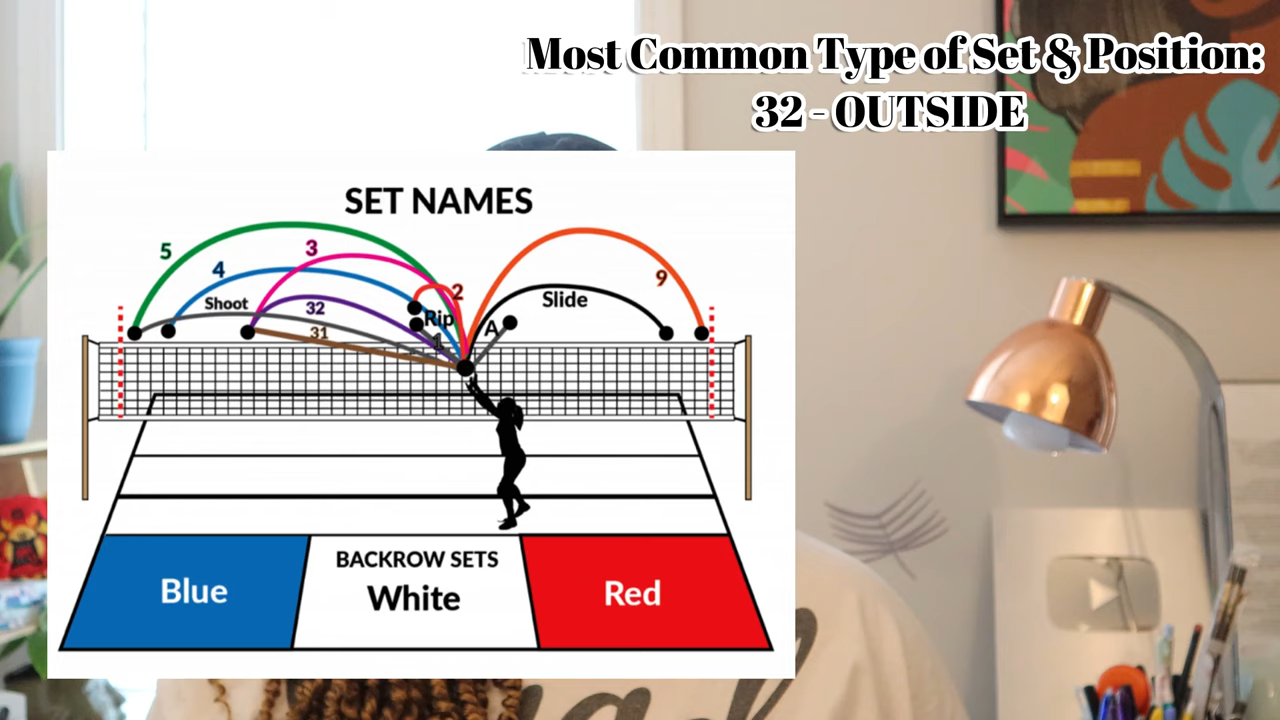 Most Common Type of Set & Position:
32 - OUTSIDE
SET NAMES
5
4
3
2
9
Shoot
32
31
Rip
1
A
Slide
BACKROW SETS
Blue
White
Red